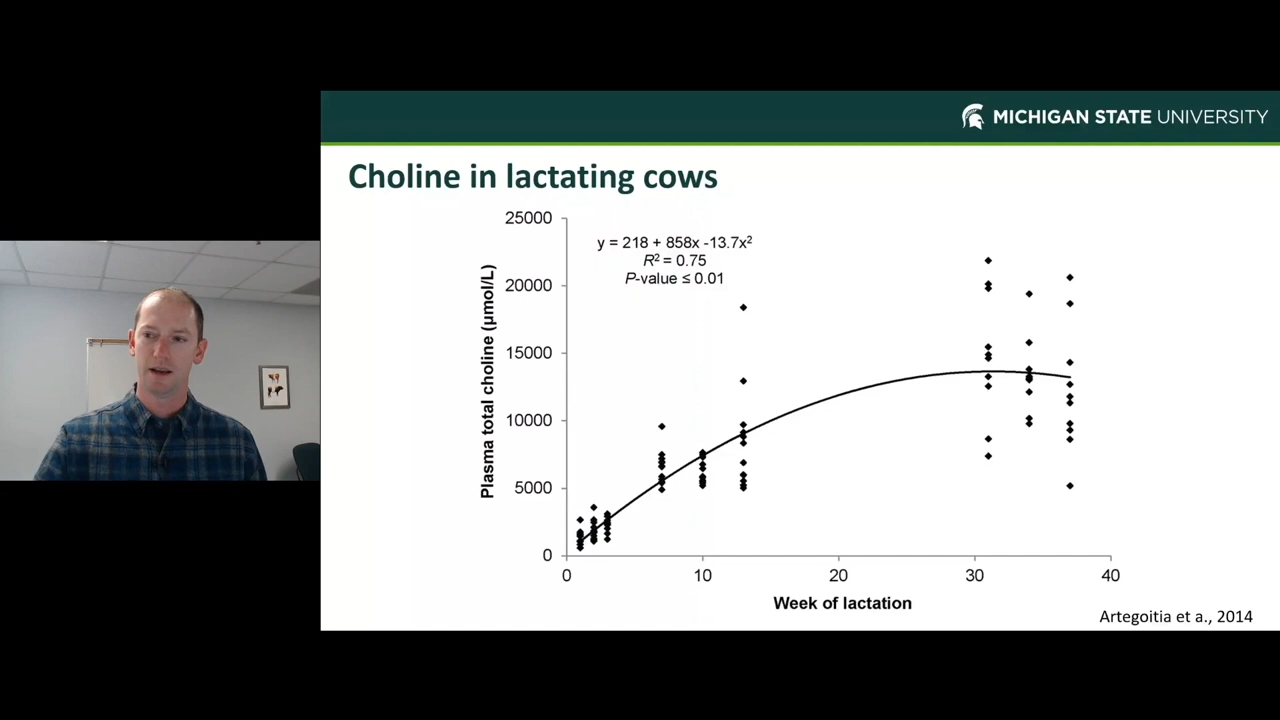 MICHIGAN STATE UNIVERSITY
Choline in lactating cows
y = 218 + 858x -13.7x²
R² = 0.75
P-value ≤ 0.01
Plasma total choline (µmol/L)
25000
20000
15000
10000
5000
0
0 10 20 30 40
Week of lactation
Artegoitia et a., 2014